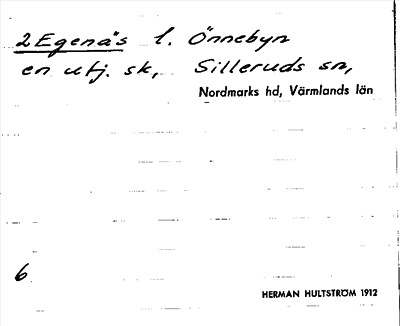 2 Egenäs l. Önnebyn
en utj. sk, Silleruds sn,
Nordmarks hd, Värmlands län
6
HERMAN HULTSTRÖM 1912